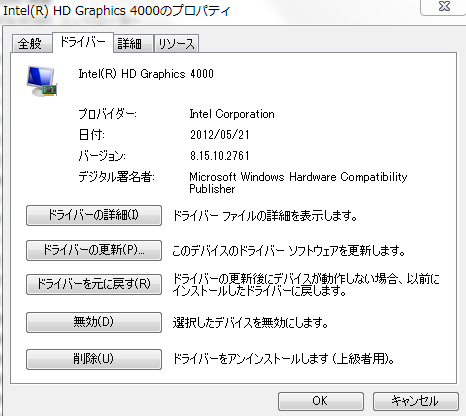 Intel(R) HD Graphics 4000のプロパティ
全般 ドライバー 詳細 リソース
Intel(R) HD Graphics 4000
プロバイダー: Intel Corporation
日付: 2012/05/21
バージョン: 8.15.10.2761
デジタル署名者: Microsoft Windows Hardware Compatibility
Publisher
ドライバーの詳細(I) ドライバー ファイルの詳細を表示します。
ドライバーの更新(P)... このデバイスのドライバー ソフトウェアを更新します。
ドライバーを元に戻す(R) ドライバーの更新後にデバイスが動作しない場合、以前に
インストールしたドライバーに戻します。
無効(D) 選択したデバイスを無効にします。
削除(U) ドライバーをアンインストールします (上級者用)。
OK キャンセル